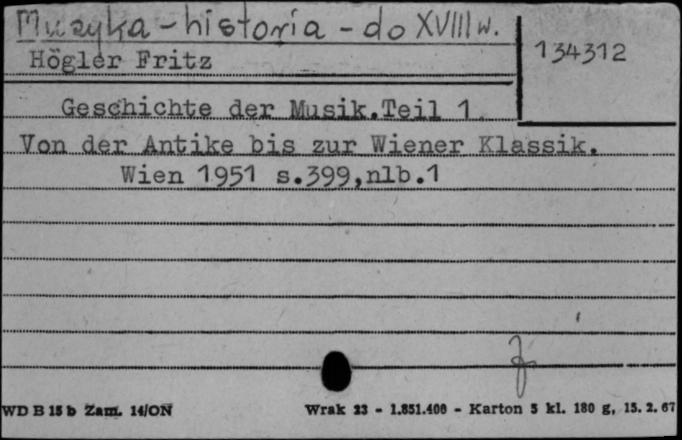 Muzyka - historia - do XVIII w.
134312
Högler Fritz
Geschichte der Musik.Teil 1.
Von der Antike bis zur Wiener Klassik.
Wien 1951 s.399,nlb.1
WD B 15 b Zam. 14/ON
Wrak 23 - 1.851.400 - Karton 5 kl. 180 g, 15. 2. 67